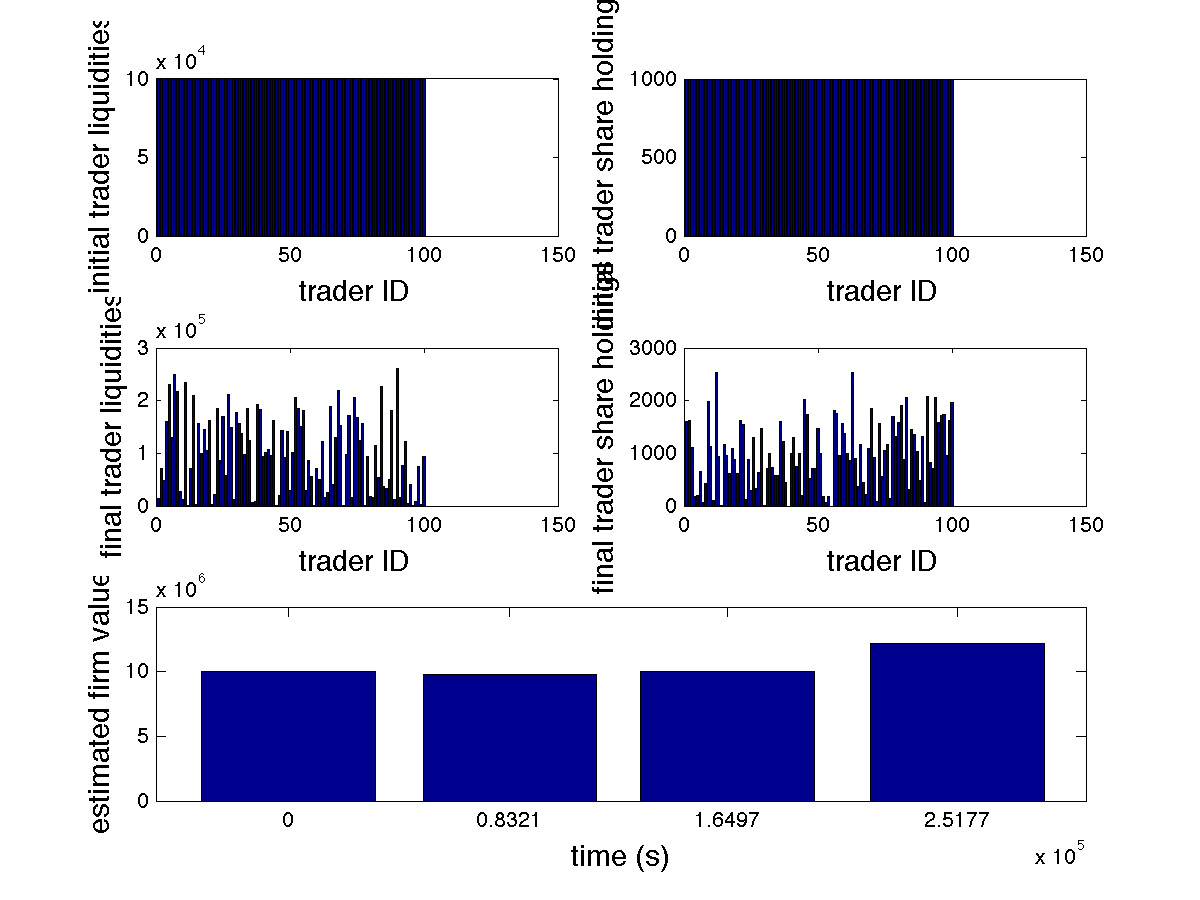 x 10^4
initial trader liquidities
10
5
0
0 50 100 150
trader ID
trader share holding
1000
500
0
0 50 100 150
trader ID
x 10^5
final trader liquidities
3
2
1
0
0 50 100 150
trader ID
final trader share
3000
2000
1000
0
0 50 100 150
trader ID
x 10^6
estimated firm value
15
10
5
0
0 0.8321 1.6497 2.5177
time (s)
x 10^5